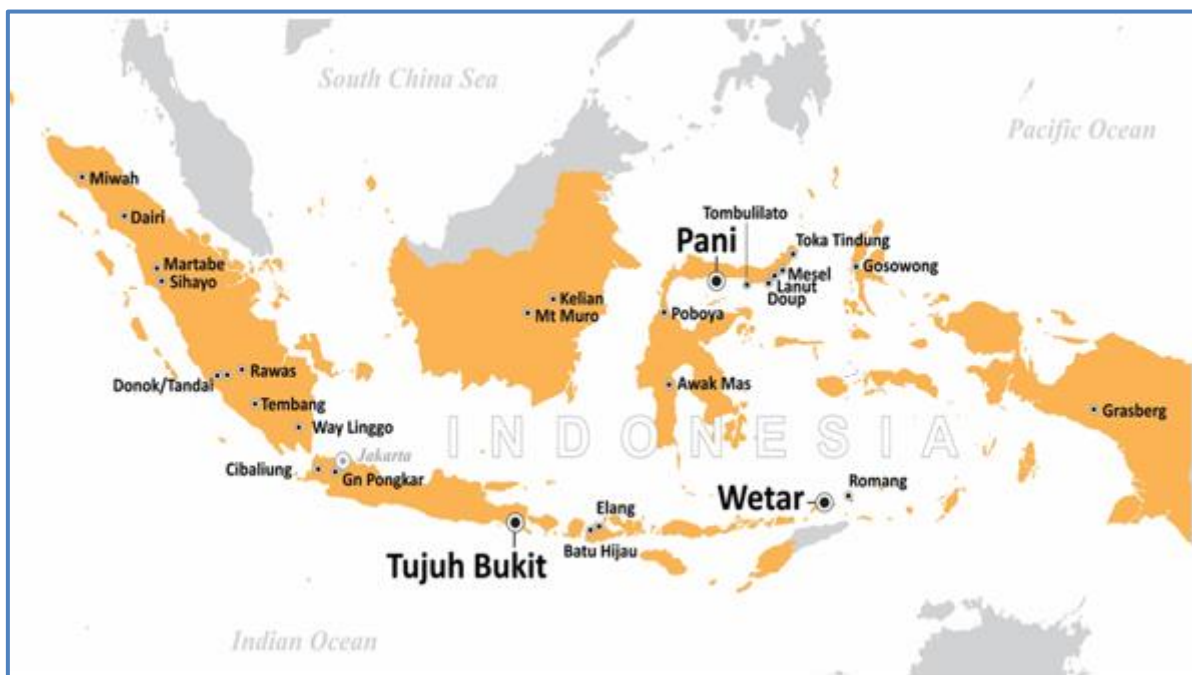 South China Sea
Pacific Ocean
Miwah
Dairi
Martabe
Sihayo
Tombulilato
Pani
Toka Tindung
Mesel
Gosowong
Lanut
Doup
Kelian
Mt Muro
Poboya
Donok/Tandai
Rawas
Awak Mas
Tembang
Grasberg
Way Linggo
INDONESIA
Jakarta
Cibaliung
Gn Pongkar
Wetar
Romang
Elang
Batu Hijau
Tujuh Bukit
Indian Ocean